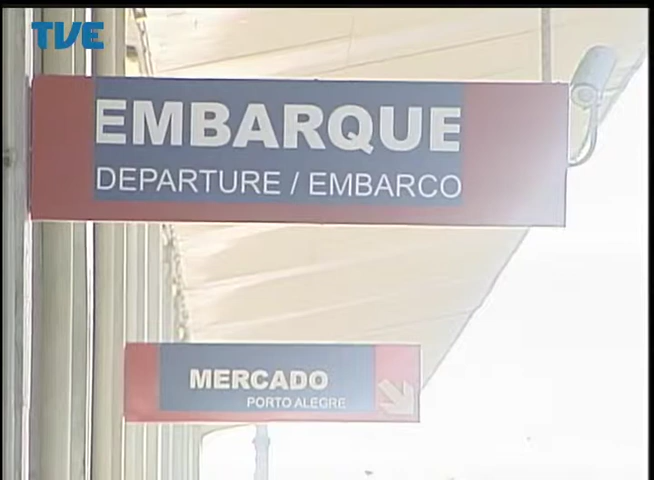 TVE
EMBARQUE
DEPARTURE / EMBARCO
MERCADO
PORTO ALEGRE